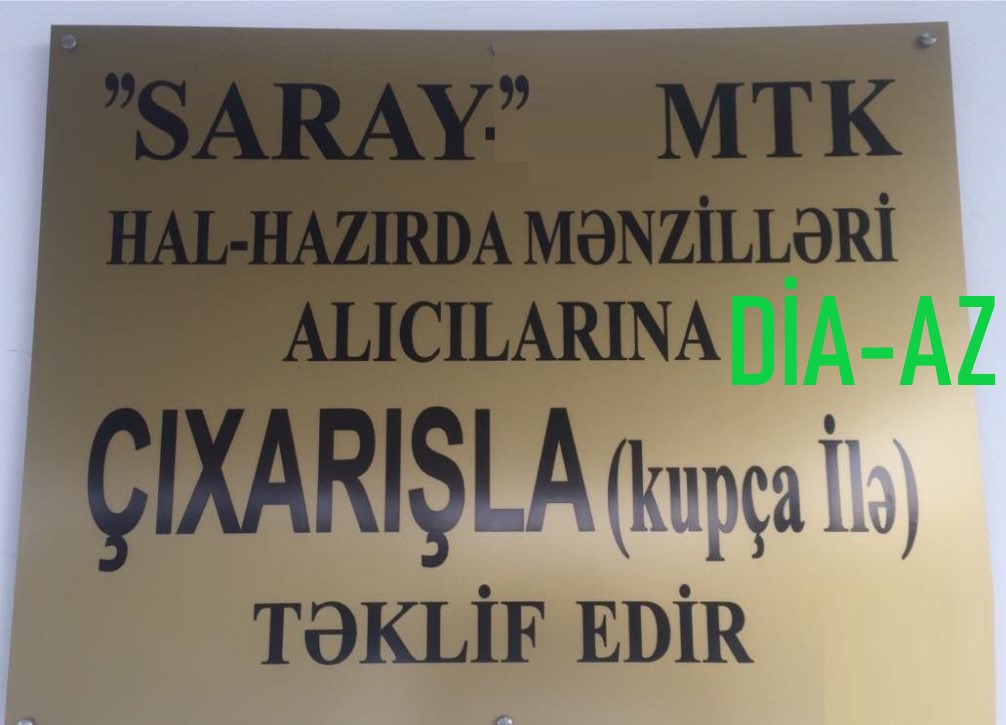 "SARAY-" MTK
HAL-HAZIRDA MƏNZİLLƏRİ
ALICILARINA
DİA-AZ
ÇIXARIŞLA (kupça İlə)
TƏKLİF EDİR